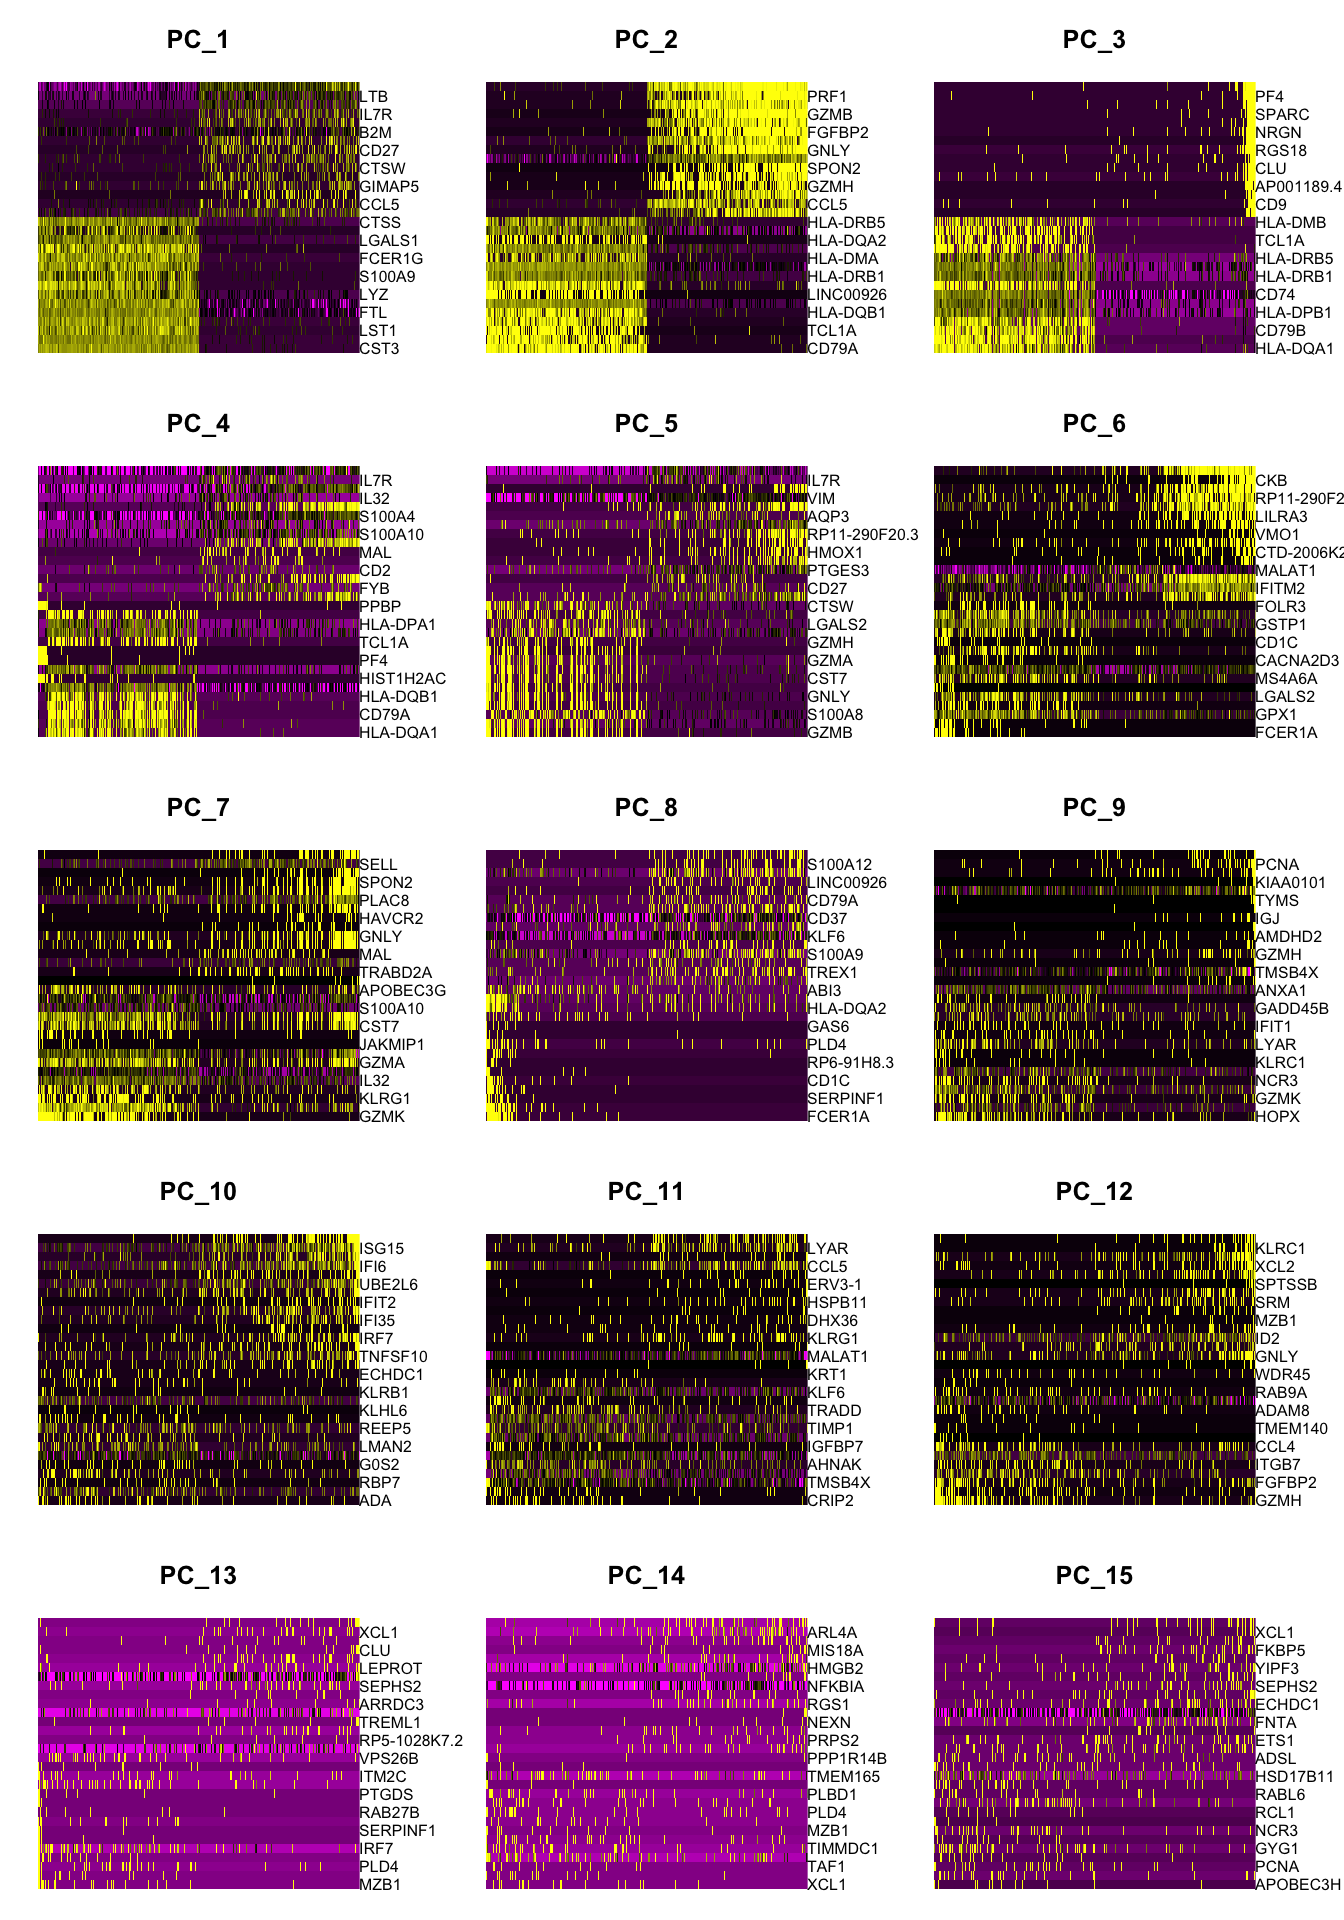 PC_1
LTB
IL7R
B2M
CD27
CTSW
GIMAP5
CCL5
CTSS
LGALS1
FCER1G
S100A9
LYZ
FTL
LST1
CST3
PC_2
PRF1
GZMB
FGFBP2
GNLY
SPON2
GZMH
CCL5
HLA-DRB5
HLA-DQA2
HLA-DMA
HLA-DRB1
LINC00926
HLA-DQB1
TCL1A
CD79A
PC_3
PF4
SPARC
NRGN
RGS18
CLU
AP001189.4
CD9
HLA-DMB
TCL1A
HLA-DRB5
HLA-DRB1
CD74
HLA-DPB1
CD79B
HLA-DQA1
PC_4
IL7R
IL32
S100A4
S100A10
MAL
CD2
FYB
PPBP
HLA-DPA1
TCL1A
PF4
HIST1H2AC
HLA-DQB1
CD79A
HLA-DQA1
PC_5
IL7R
VIM
AQP3
RP11-290F20.3
HMOX1
PTGES3
CD27
CTSW
LGALS2
GZMH
GZMA
CST7
GNLY
S100A8
GZMB
PC_6
CKB
RP11-290F2
LILRA3
VMO1
CTD-2006K2
MALAT1
IFITM2
FOLR3
GSTP1
CD1C
CACNA2D3
MS4A6A
LGALS2
GPX1
FCER1A
PC_7
SELL
SPON2
PLAC8
HAVCR2
GNLY
MAL
TRABD2A
APOBEC3G
S100A10
CST7
JAKMIP1
GZMA
IL32
KLRG1
GZMK
PC_8
S100A12
LINC00926
CD79A
CD37
KLF6
S100A9
TREX1
ABI3
HLA-DQA2
GAS6
PLD4
RP6-91H8.3
CD1C
SERPINF1
FCER1A
PC_9
PCNA
KIAA0101
TYMS
IGJ
AMDHD2
GZMH
TMSB4X
ANXA1
GADD45B
IFIT1
LYAR
KLRC1
NCR3
GZMK
HOPX
PC_10
ISG15
IFI6
UBE2L6
IFIT2
IFI35
IRF7
TNFSF10
ECHDC1
KLRB1
KLHL6
REEP5
LMAN2
G0S2
RBP7
ADA
PC_11
LYAR
CCL5
ERV3-1
HSPB11
DHX36
KLRG1
MALAT1
KRT1
KLF6
TRADD
TIMP1
IGFBP7
AHNAK
TMSB4X
CRIP2
PC_12
KLRC1
XCL2
SPTSSB
SRM
MZB1
ID2
GNLY
WDR45
RAB9A
ADAM8
TMEM140
CCL4
ITGB7
FGFBP2
GZMH
PC_13
XCL1
CLU
LEPROT
SEPHS2
ARRDC3
TREML1
RP5-1028K7.2
VPS26B
ITM2C
PTGDS
RAB27B
SERPINF1
IRF7
PLD4
MZB1
PC_14
ARL4A
MIS18A
HMGB2
NFKBIA
RGS1
NEXN
PRPS2
PPP1R14B
TMEM165
PLBD1
PLD4
MZB1
TIMMDC1
TAF1
XCL1
PC_15
XCL1
FKBP5
YIPF3
SEPHS2
ECHDC1
FNTA
ETS1
ADSL
HSD17B11
RABL6
RCL1
NCR3
GYG1
PCNA
APOBEC3H